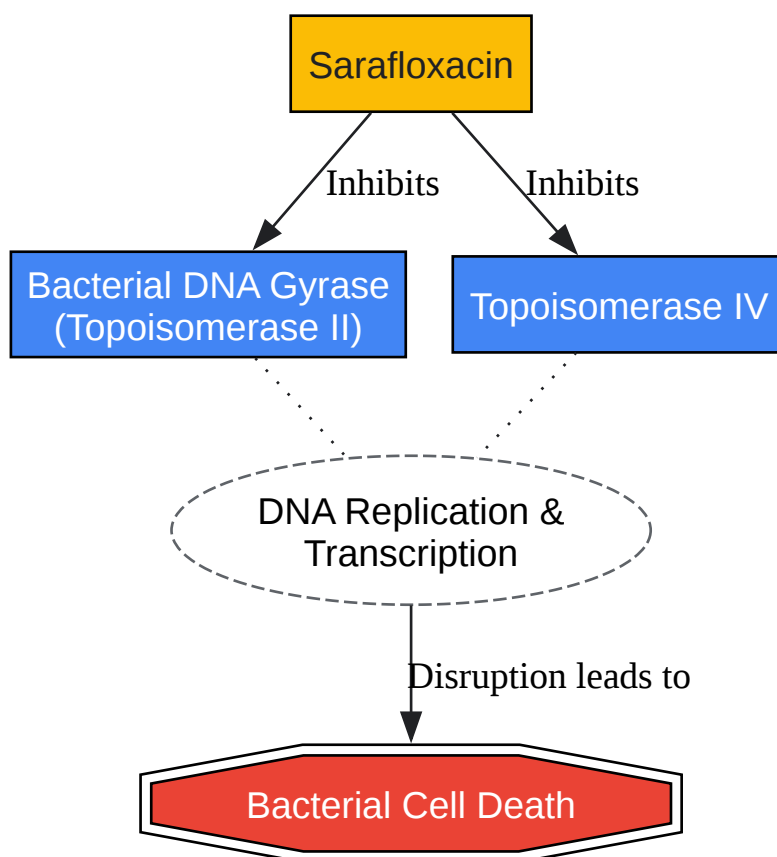 Sarafloxacin
Inhibits
Inhibits
Bacterial DNA Gyrase
(Topoisomerase II)
Topoisomerase IV
DNA Replication &
Transcription
Disruption leads to
Bacterial Cell Death